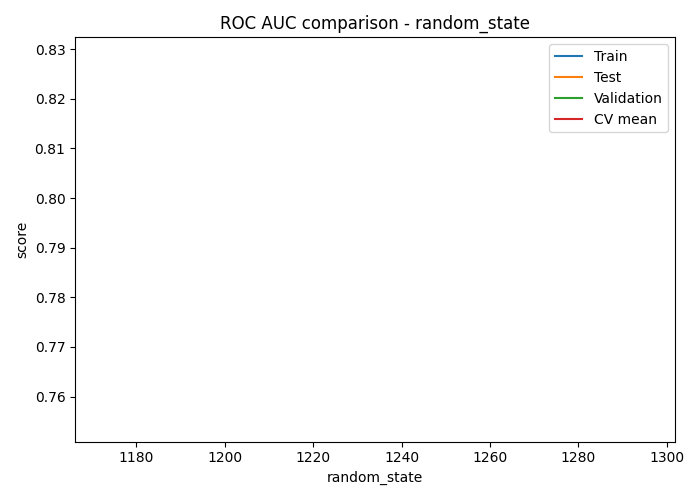 ROC AUC comparison - random_state
0.83
0.82
0.81
0.80
0.79
0.78
0.77
0.76
score
Train
Test
Validation
CV mean
1180 1200 1220 1240 1260 1280 1300
random_state